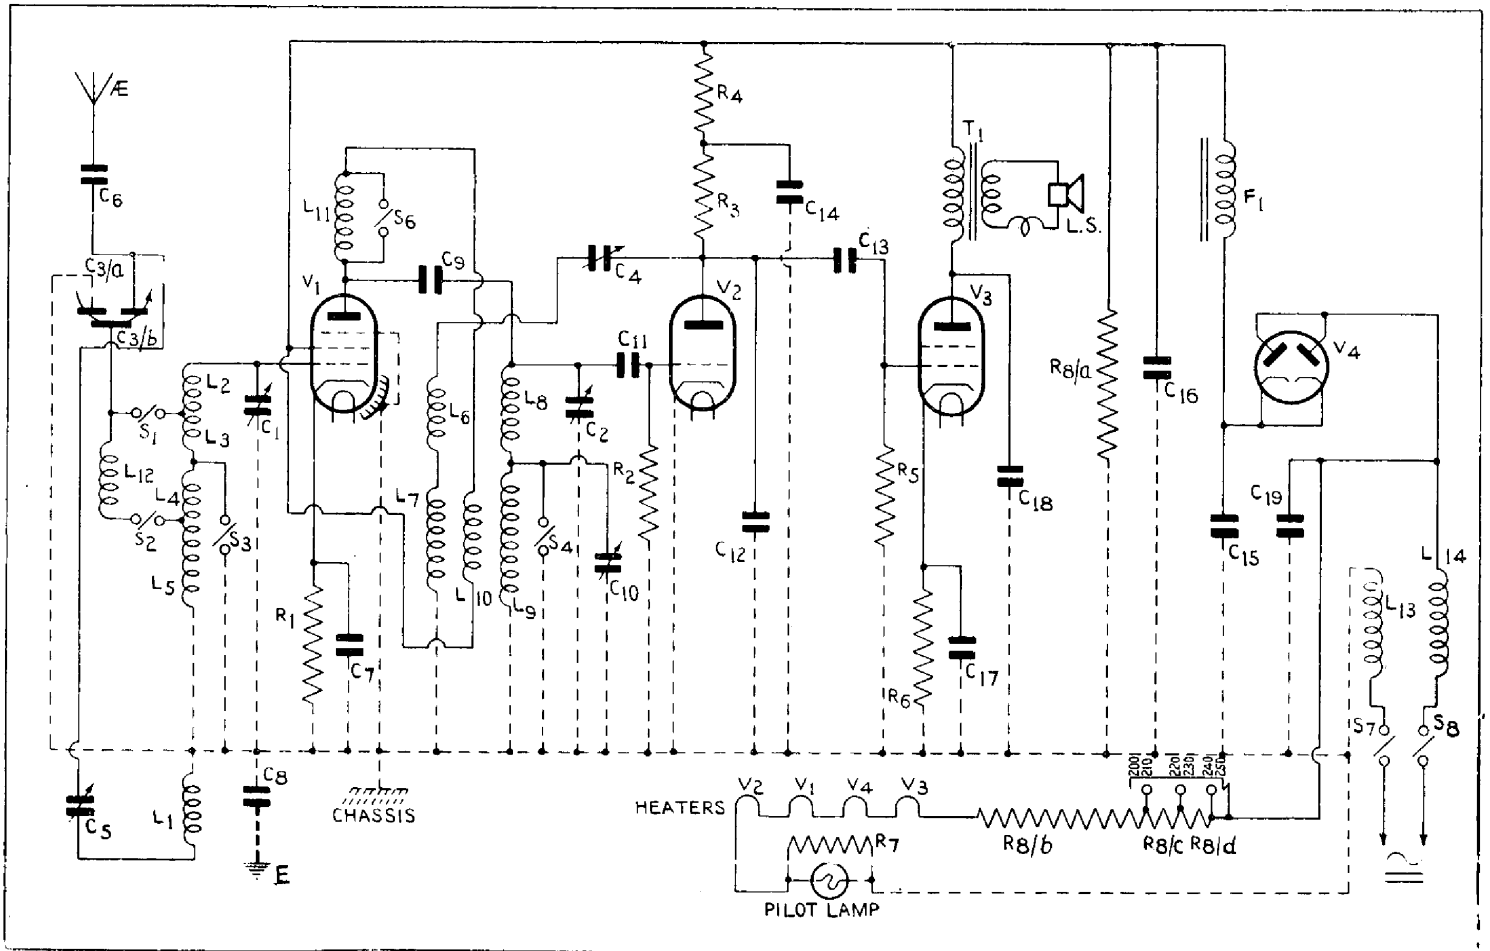 Æ
C6
C3/a
C3/b
S1
L12
S2
L2
L3
L4
L5
S3
C1
C5
L1
C8
E
L11
S6
V1
C9
R1
C7
CHASSIS
L6
L7
L10
L8
L9
S4
C2
C10
C11
R2
C4
R4
R3
C14
V2
C12
C13
R5
R6
V3
C17
C18
T1
L.S.
R8/a
C16
F1
V4
C15
C19
L14
L13
S7
S8
HEATERS
V2 V1 V4 V3
R7
PILOT LAMP
R8/b
R8/c
R8/d
200
210
220
230
240
250